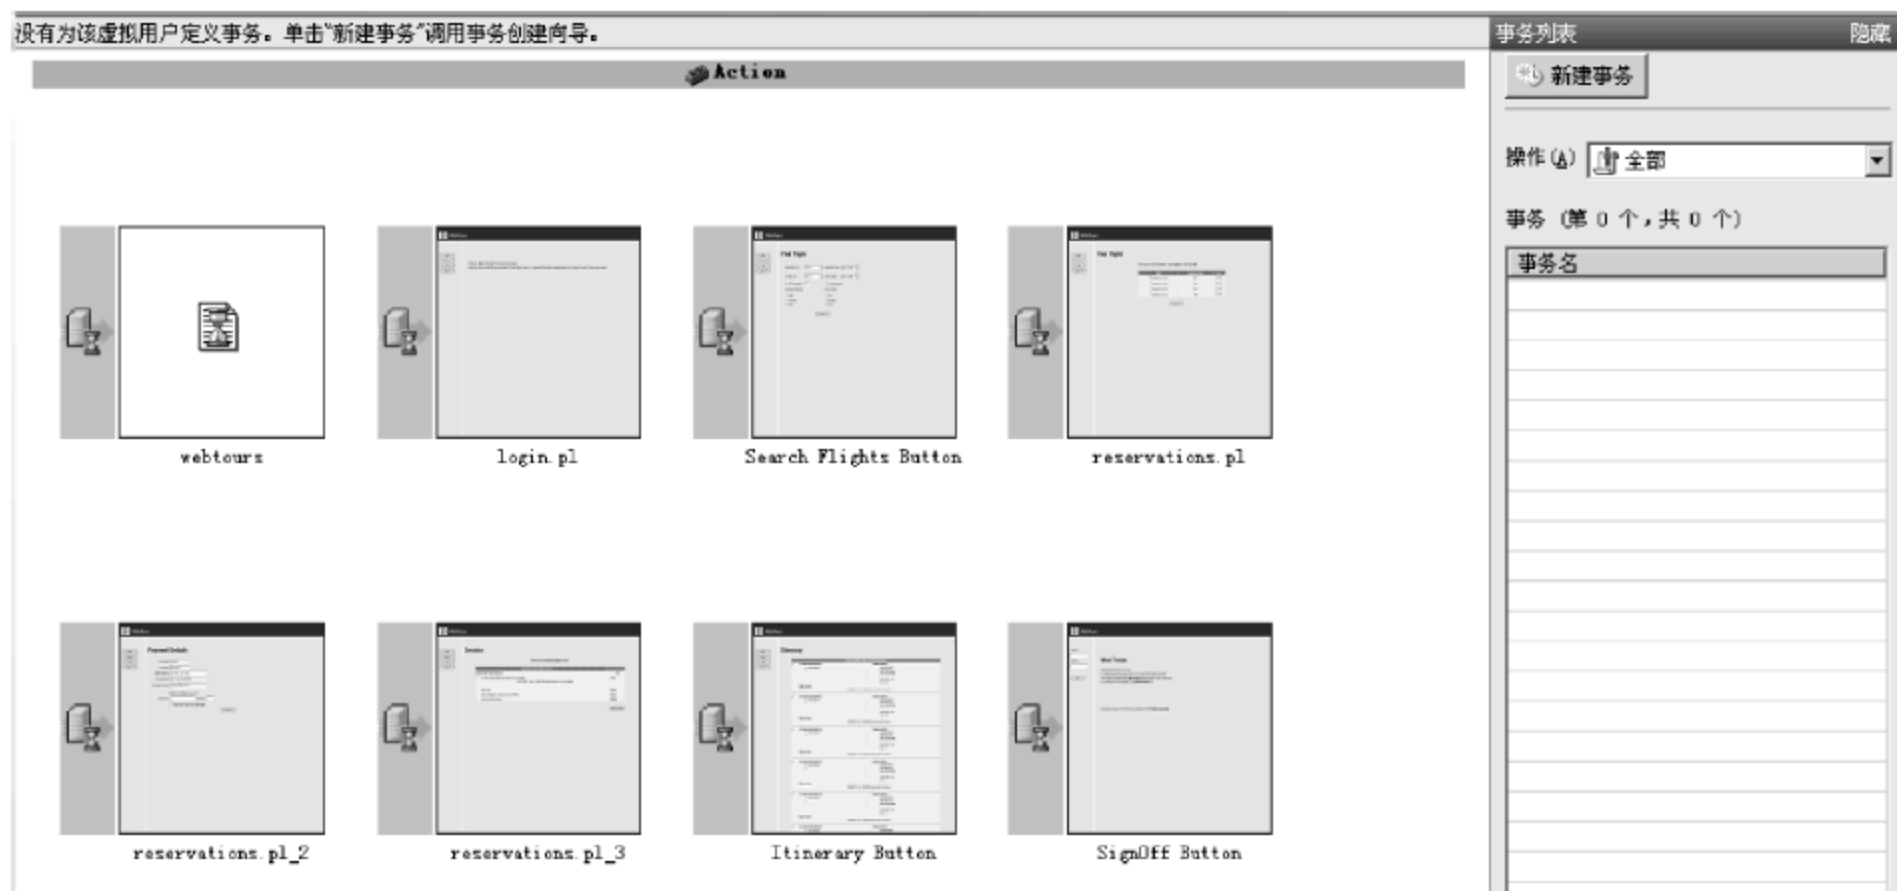 没有为该虚拟用户定义事务。单击“新建事务”调用事务创建向导。
事务列表
隐藏
Action
新建事务
操作(A)
全部
事务 (第 0 个,共 0 个)
事务名
webtours
login.pl
Search Flights Button
reservations.pl
reservations.pl_2
reservations.pl_3
Itinerary Button
SignOff Button